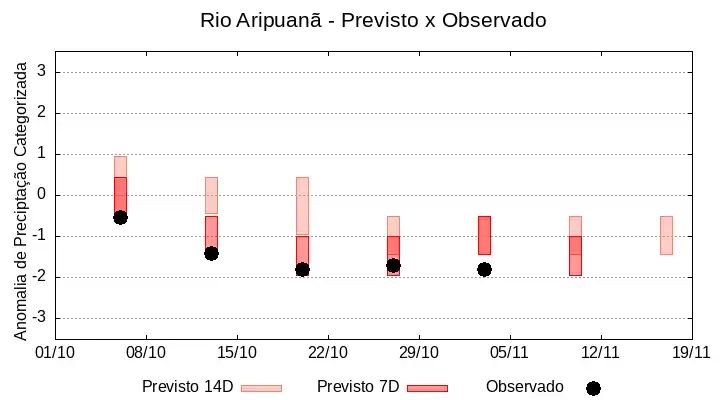 Rio Aripuanã - Previsto x Observado
Anomalia de Preciptação Categorizada
3
2
1
0
-1
-2
-3
01/10 08/10 15/10 22/10 29/10 05/11 12/11 19/11
Previsto 14D Previsto 7D Observado